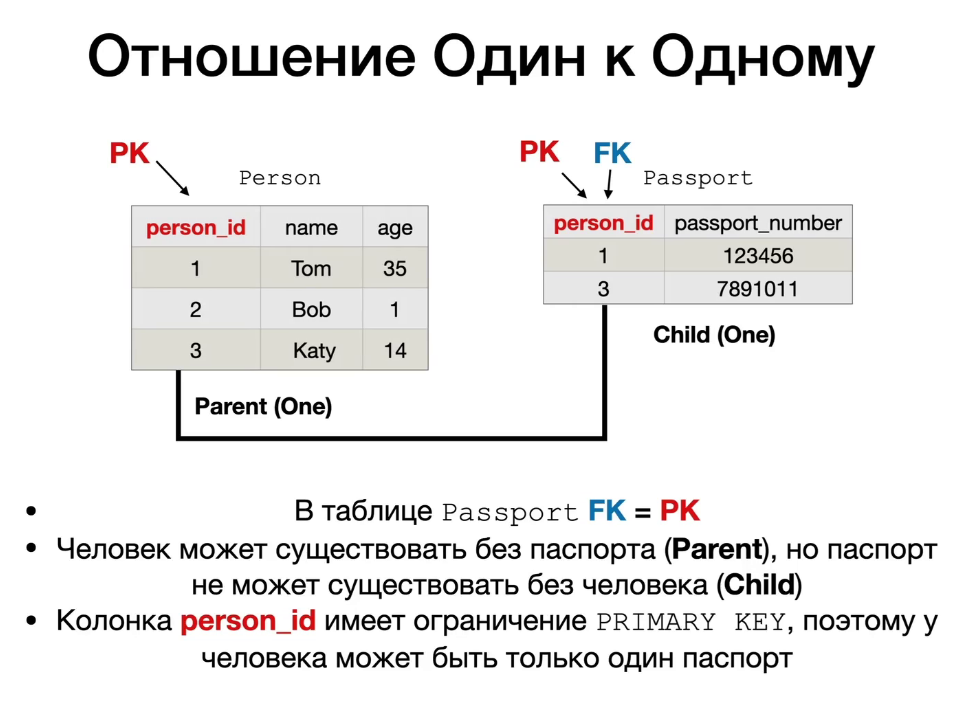 Отношение Один к Одному
PK
Person
person_id name age
1 Tom 35
2 Bob 1
3 Katy 14
Parent (One)
PK FK
Passport
person_id passport_number
1 123456
3 7891011
Child (One)
• В таблице Passport FK = PK
• Человек может существовать без паспорта (Parent), но паспорт
не может существовать без человека (Child)
• Колонка person_id имеет ограничение PRIMARY KEY, поэтому у
человека может быть только один паспорт